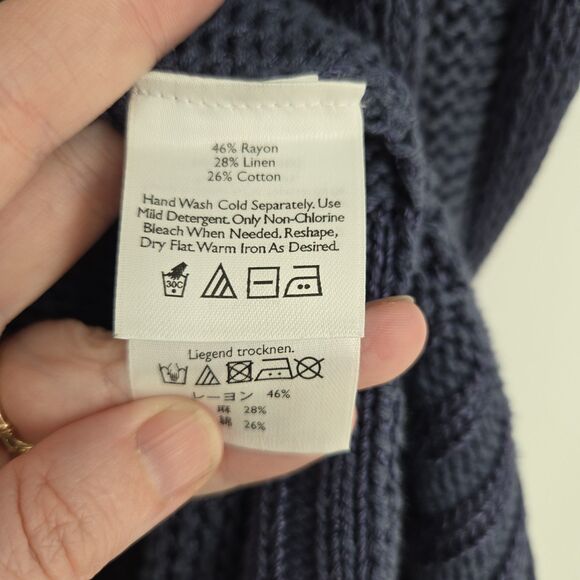 46% Rayon
28% Linen
26% Cotton
Hand Wash Cold Separately. Use
Mild Detergent. Only Non-Chlorine
Bleach When Needed, Reshape,
Dry Flat. Warm Iron As Desired.
30C
Liegend trocknen.
レーヨン 46%
麻 28%
綿 26%